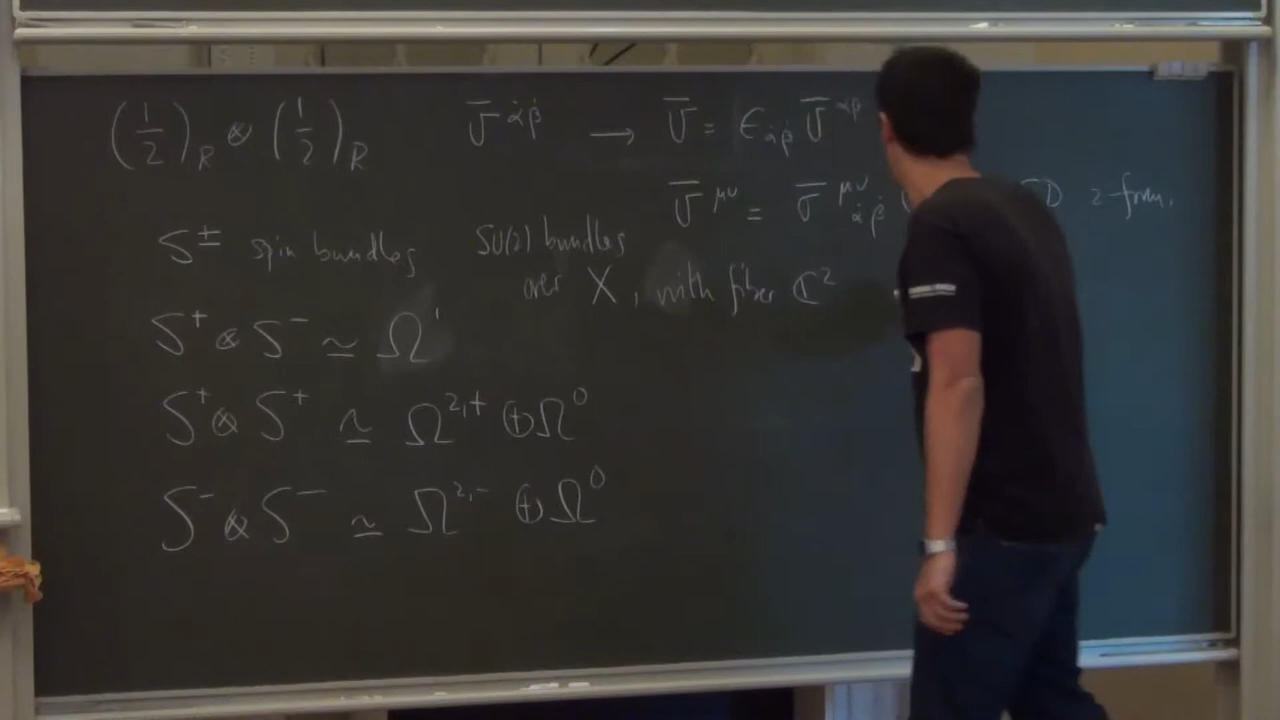 (1/2)_R ⊗ (1/2)_R   Ū^{α̇β̇} → Ū = ϵ_{α̇β̇} Ū^{α̇β̇}
Ū^{μν} = σ̄^{μν}_{α̇β̇} SD 2-form.
S^± spin bundles   SU(2) bundles
over X, with fiber ℂ²
S⁺ ⊗ S⁻ ≃ Ω¹
S⁺ ⊗ S⁺ ≃ Ω^{2,+} ⊕ Ω⁰
S⁻ ⊗ S⁻ ≃ Ω^{2,-} ⊕ Ω⁰